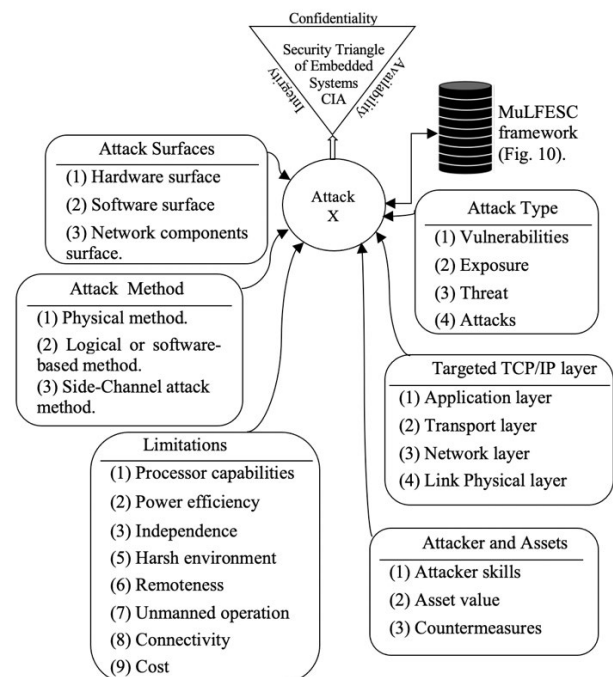 Confidentiality
Security Triangle
of Embedded
Systems
CIA
Integrity
Availability
MuLFESC
framework
(Fig. 10).
Attack
X
Attack Surfaces
(1) Hardware surface
(2) Software surface
(3) Network components
surface.
Attack Type
(1) Vulnerabilities
(2) Exposure
(3) Threat
(4) Attacks
Attack Method
(1) Physical method.
(2) Logical or software-
based method.
(3) Side-Channel attack
method.
Targeted TCP/IP layer
(1) Application layer
(2) Transport layer
(3) Network layer
(4) Link Physical layer
Limitations
(1) Processor capabilities
(2) Power efficiency
(3) Independence
(5) Harsh environment
(6) Remoteness
(7) Unmanned operation
(8) Connectivity
(9) Cost
Attacker and Assets
(1) Attacker skills
(2) Asset value
(3) Countermeasures